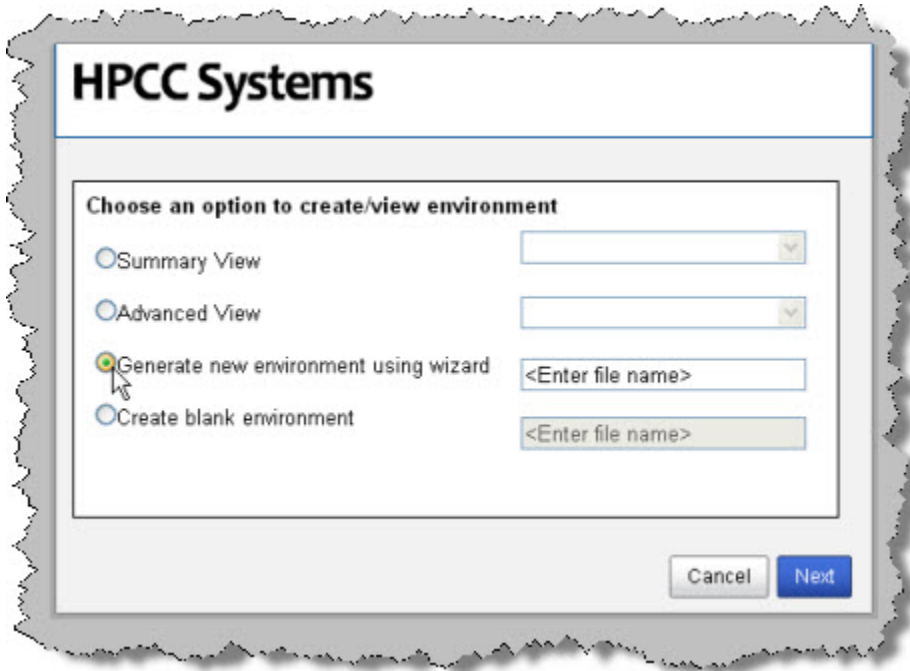 HPCC Systems
Choose an option to create/view environment
Summary View
Advanced View
Generate new environment using wizard
<Enter file name>
Create blank environment
<Enter file name>
Cancel
Next